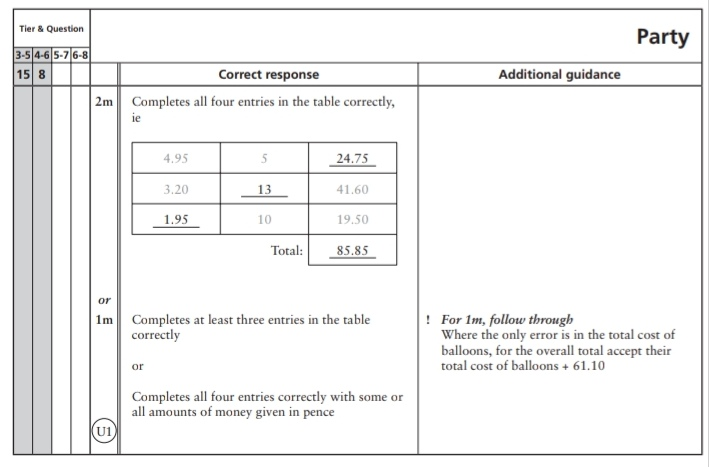 Tier & Question
Party
3-5 4-6 5-7 6-8
15 8
Correct response
Additional guidance
2m Completes all four entries in the table correctly,
ie
4.95 5 24.75
3.20 13 41.60
1.95 10 19.50
Total: 85.85
or
1m Completes at least three entries in the table
correctly
! For 1m, follow through
Where the only error is in the total cost of
balloons, for the overall total accept their
total cost of balloons + 61.10
or
Completes all four entries correctly with some or
all amounts of money given in pence
U1